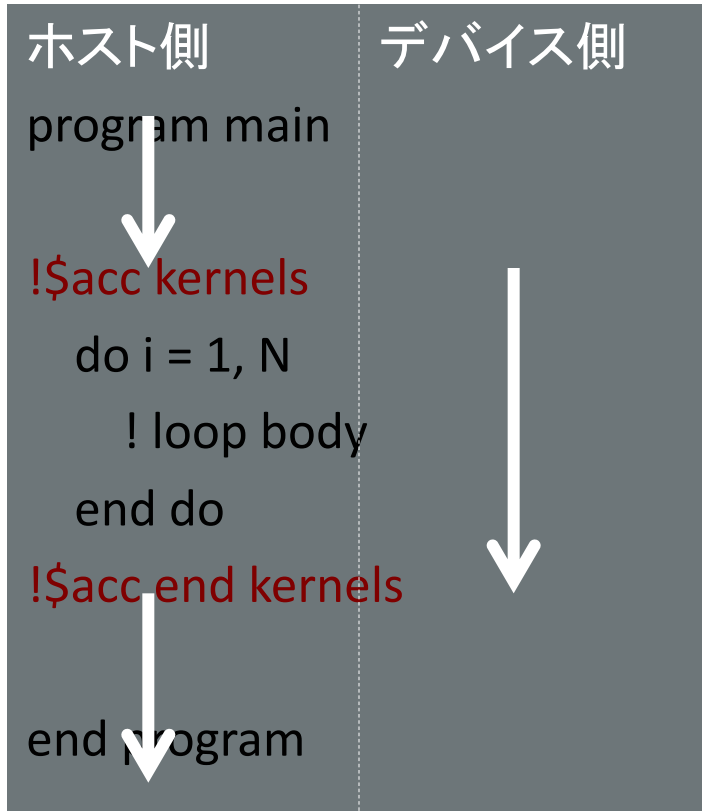 ホスト側
デバイス側
program main
!$acc kernels
do i = 1, N
! loop body
end do
!$acc end kernels
end program